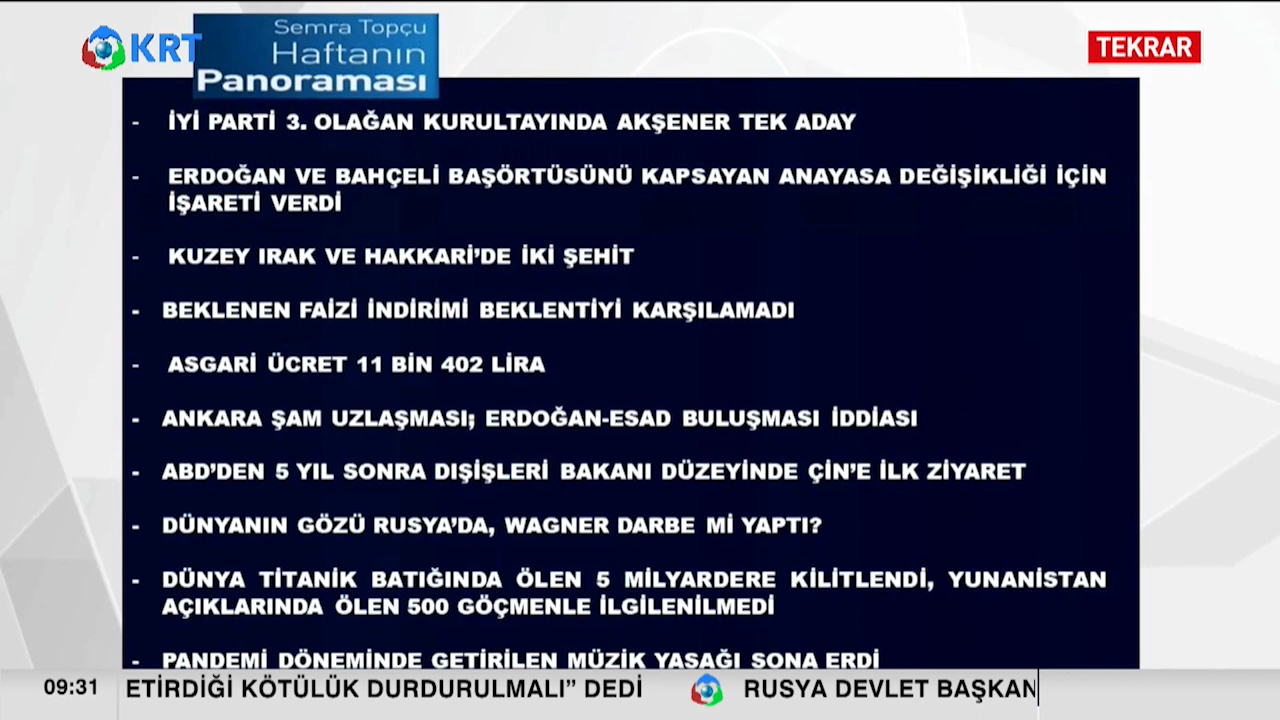 KRT
Semra Topçu
Haftanın
Panoraması
TEKRAR
- İYİ PARTİ 3. OLAĞAN KURULTAYINDA AKŞENER TEK ADAY
- ERDOĞAN VE BAHÇELİ BAŞÖRTÜSÜNÜ KAPSAYAN ANAYASA DEĞİŞİKLİĞİ İÇİN
İŞARETİ VERDİ
- KUZEY IRAK VE HAKKARİ’DE İKİ ŞEHİT
- BEKLENEN FAİZİ İNDİRİMİ BEKLENTİYİ KARŞILAMADI
- ASGARİ ÜCRET 11 BİN 402 LİRA
- ANKARA ŞAM UZLAŞMASI; ERDOĞAN-ESAD BULUŞMASI İDDİASI
- ABD’DEN 5 YIL SONRA DIŞİŞLERİ BAKANI DÜZEYİNDE ÇİN’E İLK ZİYARET
- DÜNYANIN GÖZÜ RUSYA’DA, WAGNER DARBE Mİ YAPTI?
- DÜNYA TİTANİK BATIĞINDA ÖLEN 5 MİLYARDERE KİLİTLENDİ, YUNANİSTAN
AÇIKLARINDA ÖLEN 500 GÖÇMENLE İLGİLENİLMEDİ
- PANDEMİ DÖNEMİNDE GETİRİLEN MÜZİK YASAĞI SONA ERDİ
09:31 ETİRDİĞİ KÖTÜLÜK DURDURULMALI” DEDİ RUSYA DEVLET BAŞKAN